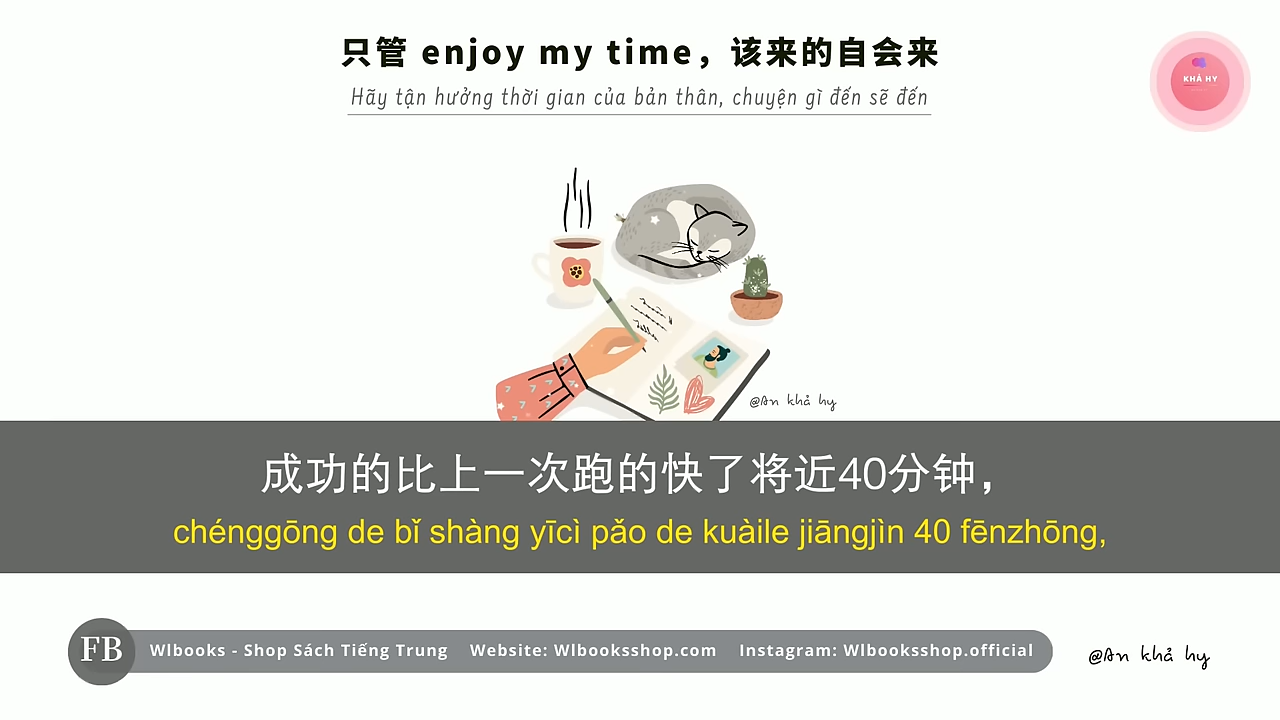 只管 enjoy my time，该来的自会来
Hãy tận hưởng thời gian của bản thân, chuyện gì đến sẽ đến
KHẢ HY
@An khả hy
成功的比上一次跑的快了将近40分钟，
chénggōng de bǐ shàng yīcì pǎo de kuàile jiāngjìn 40 fēnzhōng,
FB
Wlbooks - Shop Sách Tiếng Trung Website: Wlbooksshop.com Instagram: Wlbooksshop.official
@An khả hy